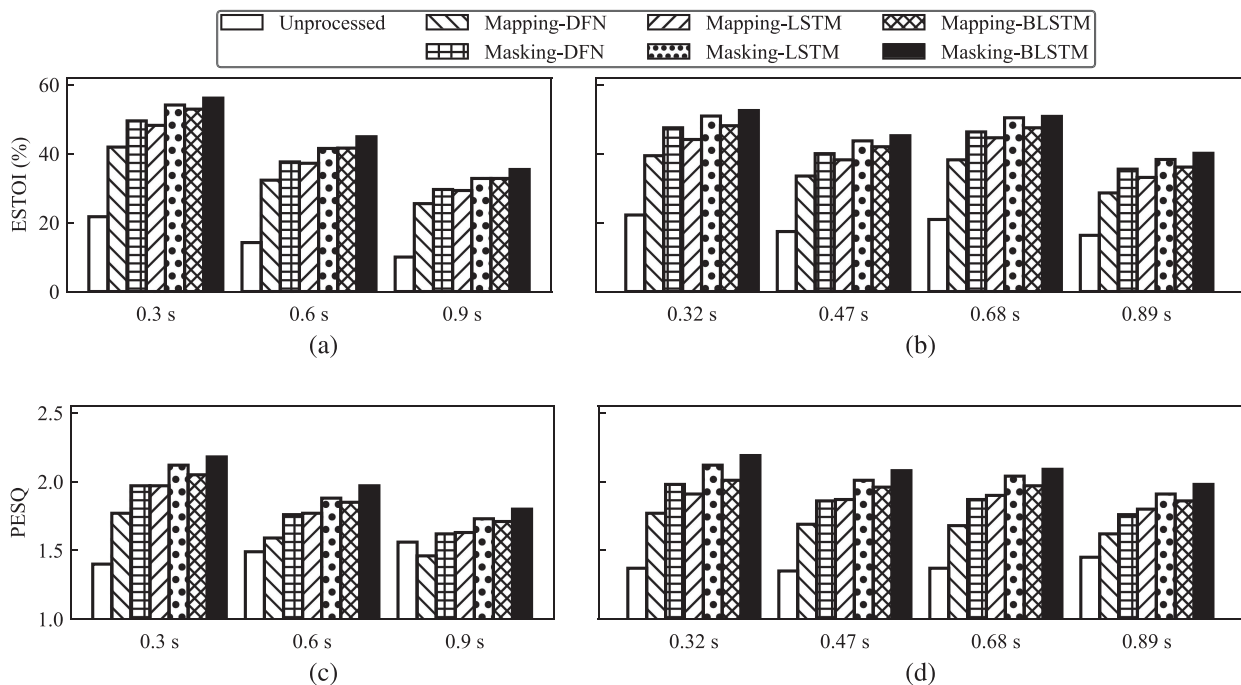 Unprocessed Mapping-DFN Mapping-LSTM Mapping-BLSTM
Masking-DFN Masking-LSTM Masking-BLSTM
ESTOI (%)
60
40
20
0
0.3 s 0.6 s 0.9 s
(a)
0.32 s 0.47 s 0.68 s 0.89 s
(b)
PESQ
2.5
2.0
1.5
1.0
0.3 s 0.6 s 0.9 s
(c)
0.32 s 0.47 s 0.68 s 0.89 s
(d)